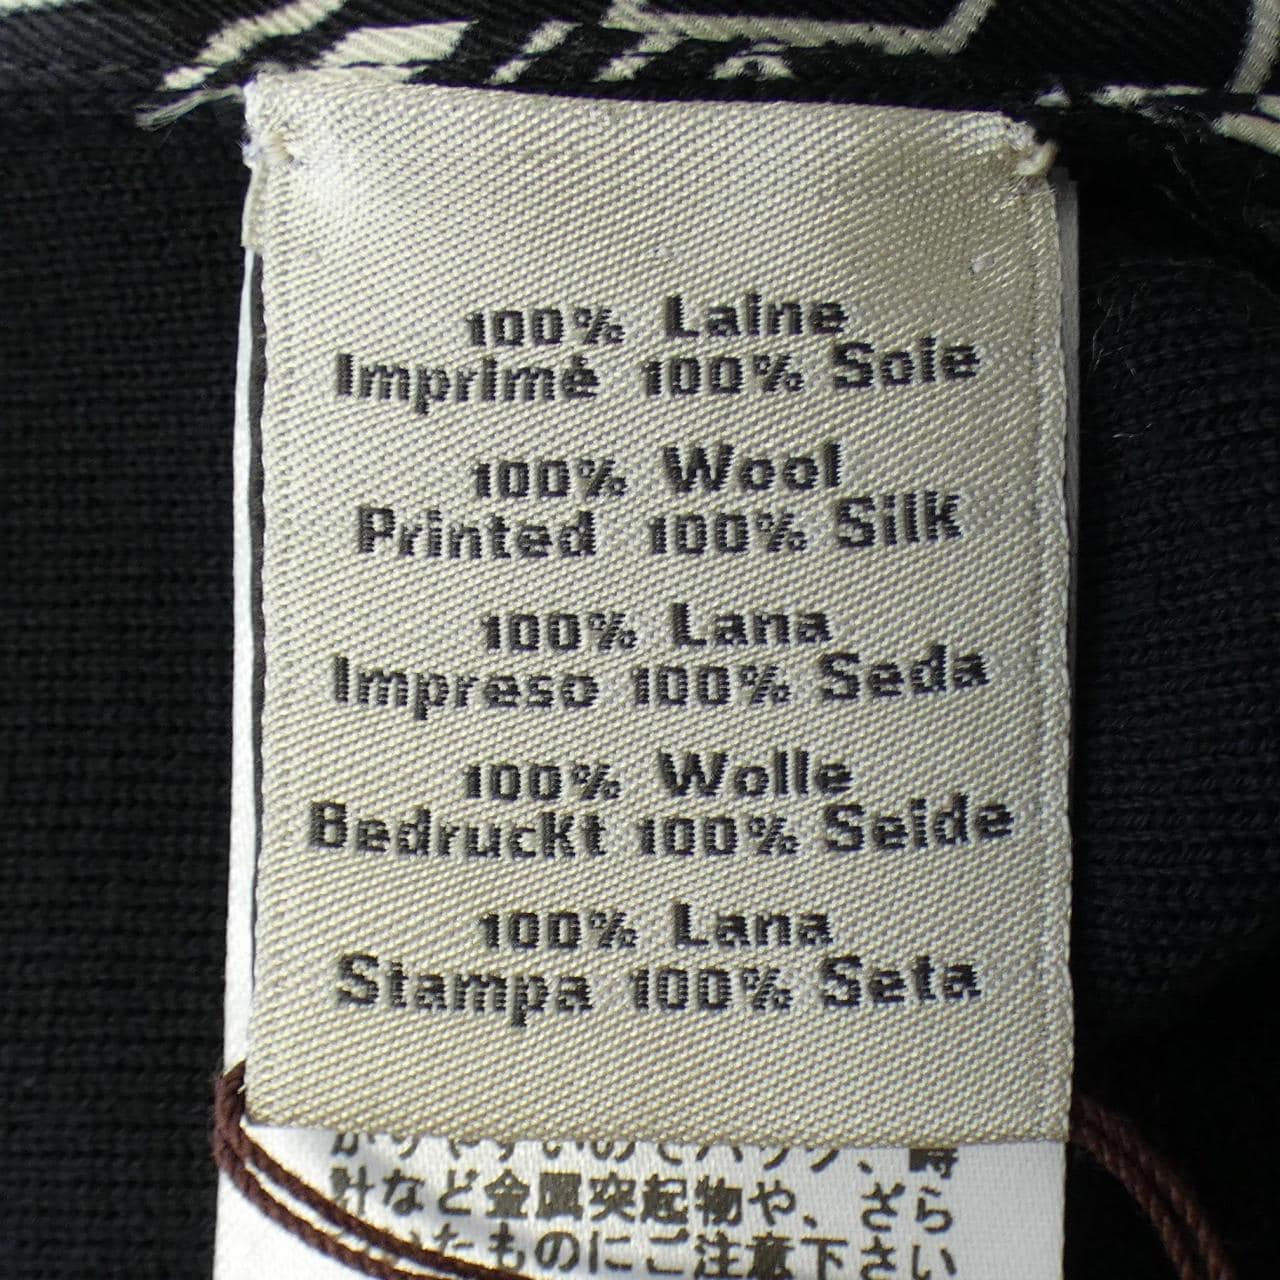 100% Laine
Imprimé 100% Soie
100% Wool
Printed 100% Silk
100% Lana
Impreso 100% Seda
100% Wolle
Bedruckt 100% Seide
100% Lana
Stampa 100% Seta
計など金属突起物や、ざら
たものにご注意下さい